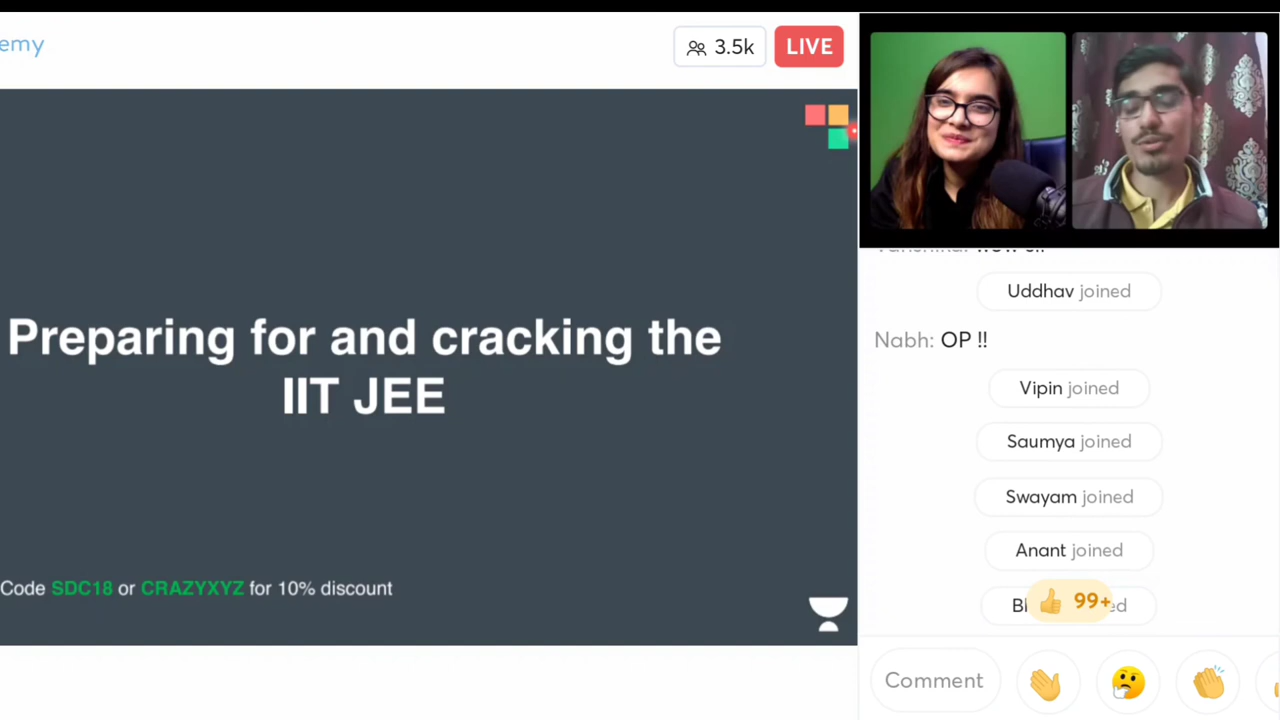 emy
3.5k
LIVE
Preparing for and cracking the
IIT JEE
Code SDC18 or CRAZYXYZ for 10% discount
Uddhav joined
Nabh: OP !!
Vipin joined
Saumya joined
Swayam joined
Anant joined
99+
Comment